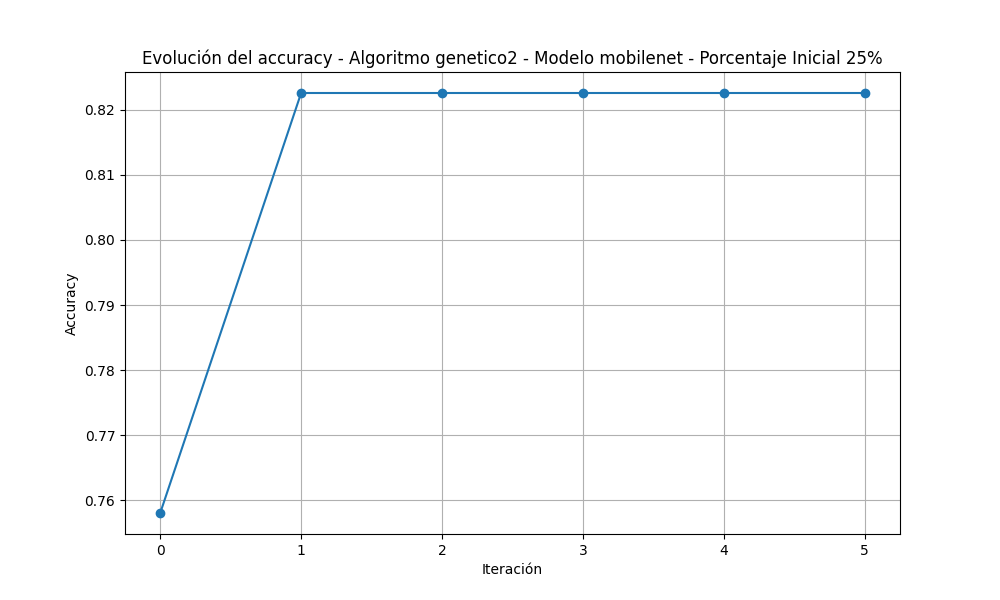 Evolución del accuracy - Algoritmo genetico2 - Modelo mobilenet - Porcentaje Inicial 25%
0.82
0.81
0.80
0.79
0.78
0.77
0.76
Accuracy
0 1 2 3 4 5
Iteración